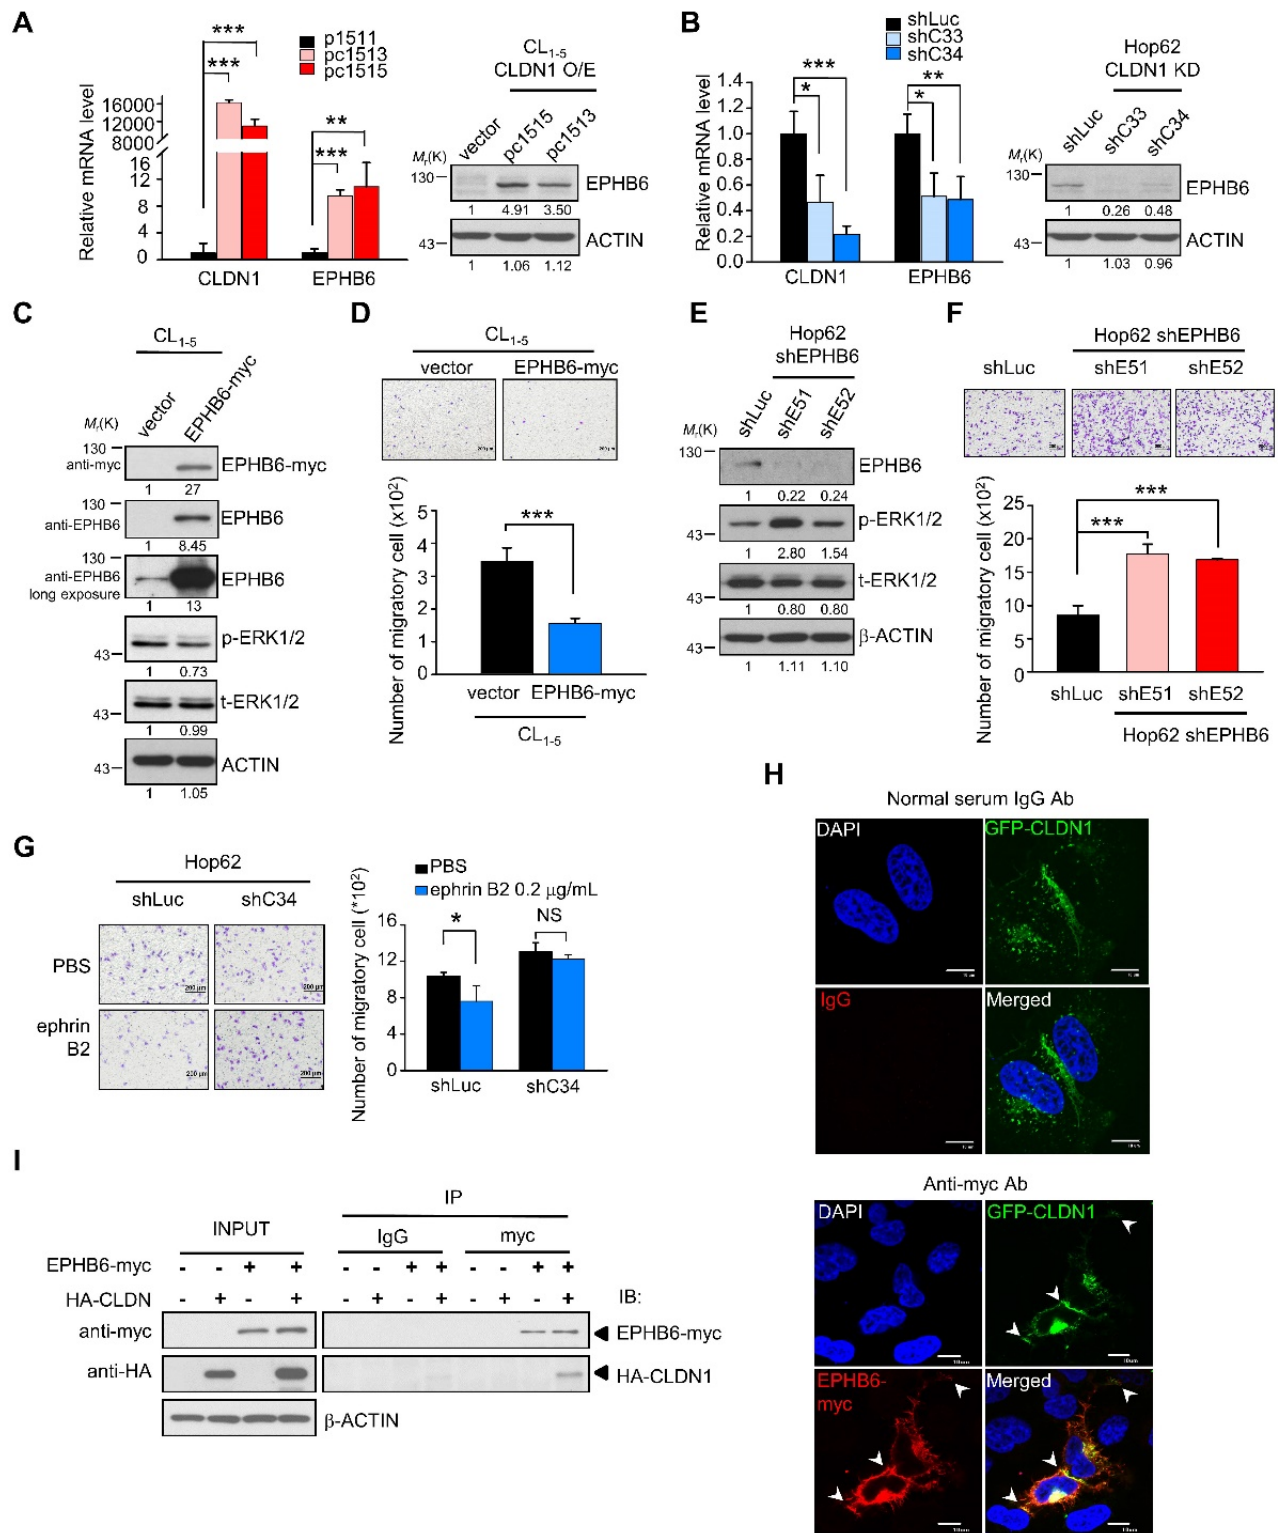 A
p1511
pc1513
pc1515
***
***
**
***
Relative mRNA level
16000
12000
8000
16
12
8
4
0
CLDN1
EPHB6
CL1-5
CLDN1 O/E
vector
pc1515
pc1513
Mr(K)
130
EPHB6
1 4.91 3.50
43
ACTIN
1 1.06 1.12
B
shLuc
shC33
shC34
***
*
**
*
Relative mRNA level
1.4
1.2
1.0
0.8
0.6
0.4
0.2
0.0
CLDN1
EPHB6
Hop62
CLDN1 KD
shLuc
shC33
shC34
Mr(K)
130
EPHB6
1 0.26 0.48
43
ACTIN
1 1.03 0.96
C
CL1-5
vector
EPHB6-myc
Mr(K)
130
anti-myc
EPHB6-myc
1 27
130
anti-EPHB6
EPHB6
1 8.45
130
anti-EPHB6
long exposure
EPHB6
1 13
p-ERK1/2
43
1 0.73
t-ERK1/2
43
1 0.99
ACTIN
43
1 1.05
D
CL1-5
vector EPHB6-myc
Number of migratory cell (x10²)
5
4
3
2
1
0
***
vector EPHB6-myc
CL1-5
E
Hop62
shEPHB6
shLuc
shE51
shE52
Mr(K)
130
EPHB6
1 0.22 0.24
p-ERK1/2
43
1 2.80 1.54
t-ERK1/2
43
1 0.80 0.80
β-ACTIN
43
1 1.11 1.10
F
Hop62 shEPHB6
shLuc shE51 shE52
Number of migratory cell (x10²)
25
20
15
10
5
0
***
***
shLuc shE51 shE52
Hop62 shEPHB6
G
Hop62
shLuc shC34
PBS
200 µm
200 µm
ephrin
B2
200 µm
200 µm
PBS
ephrin B2 0.2 µg/mL
Number of migratory cell (*10²)
16
12
8
4
0
*
NS
shLuc shC34
H
Normal serum IgG Ab
DAPI
GFP-CLDN1
IgG
Merged
Anti-myc Ab
DAPI
GFP-CLDN1
EPHB6-
myc
Merged
I
IP
INPUT IgG myc
EPHB6-myc - - + + - - + + - - + +
HA-CLDN - + - + - + - + - + - + IB:
anti-myc
EPHB6-myc
anti-HA
HA-CLDN1
β-ACTIN